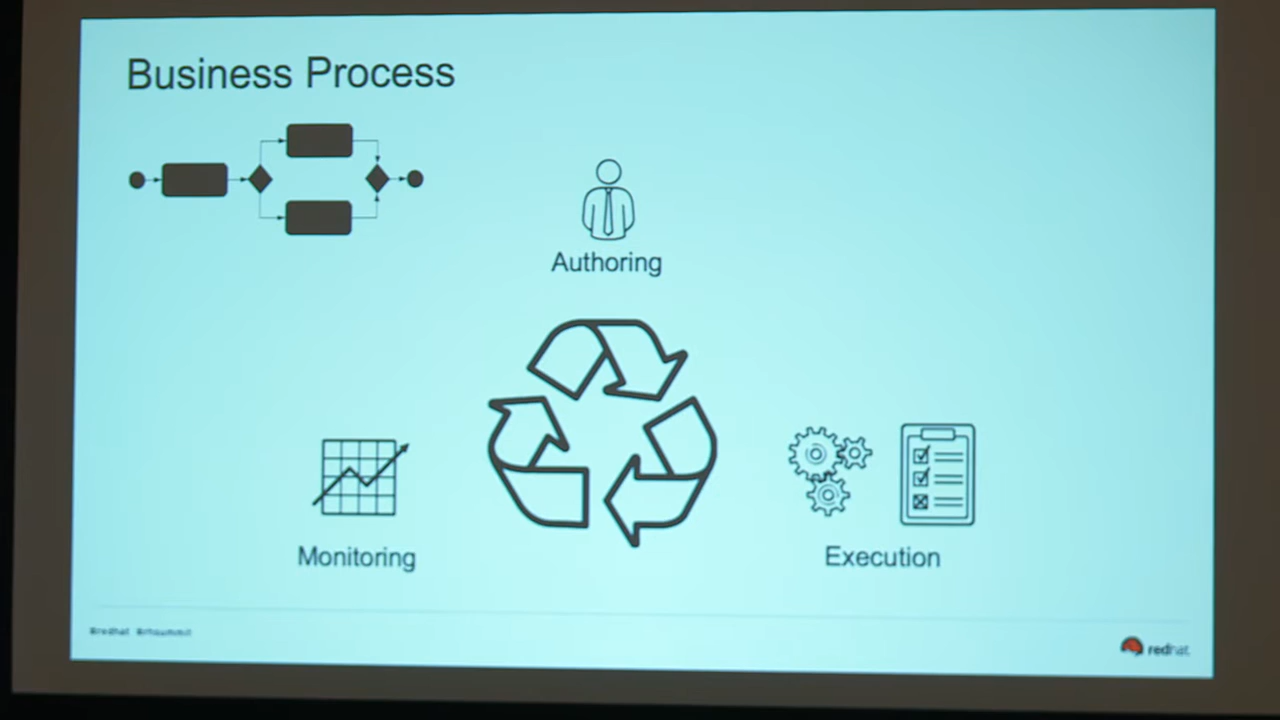 Business Process
Authoring
Monitoring
Execution
#redhat #rhsummit
redhat.